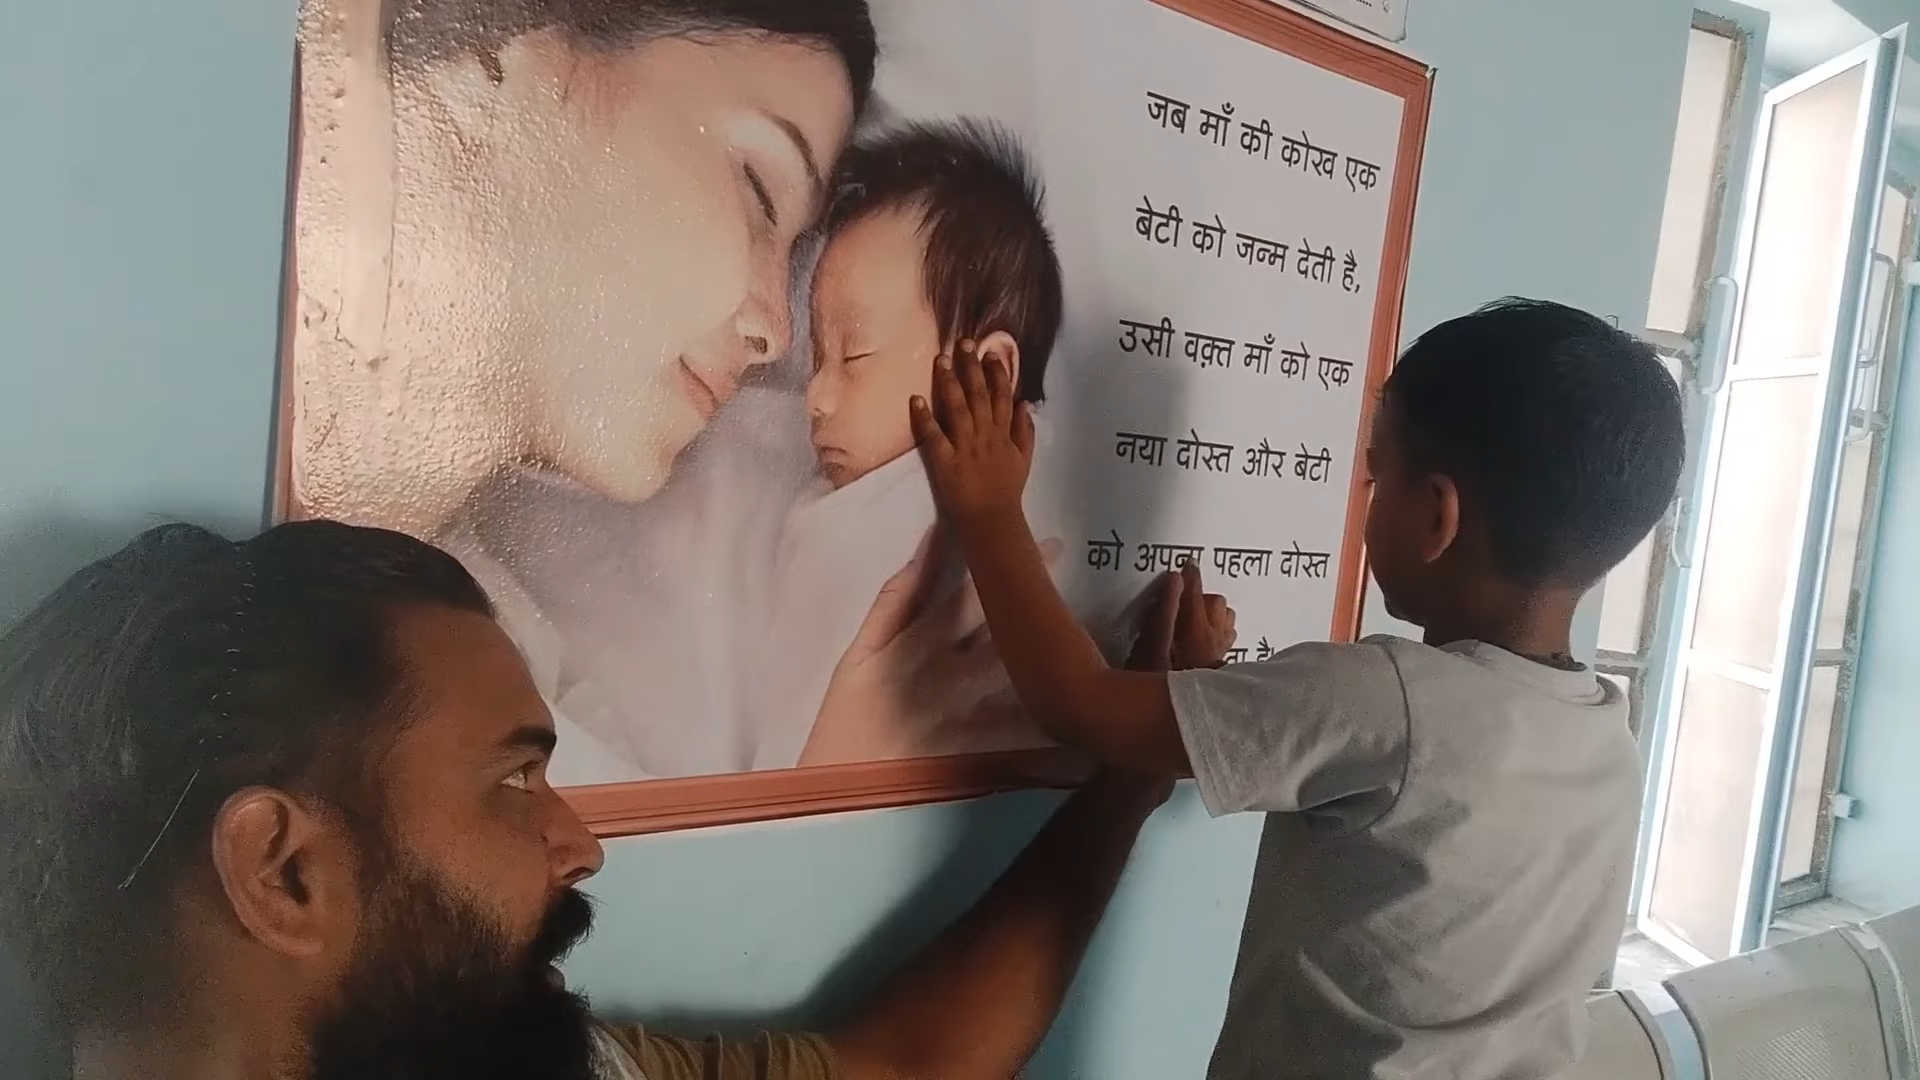 जब माँ की कोख एक
बेटी को जन्म देती है,
उसी वक़्त माँ को एक
नया दोस्त और बेटी
को अपना पहला दोस्त
है"